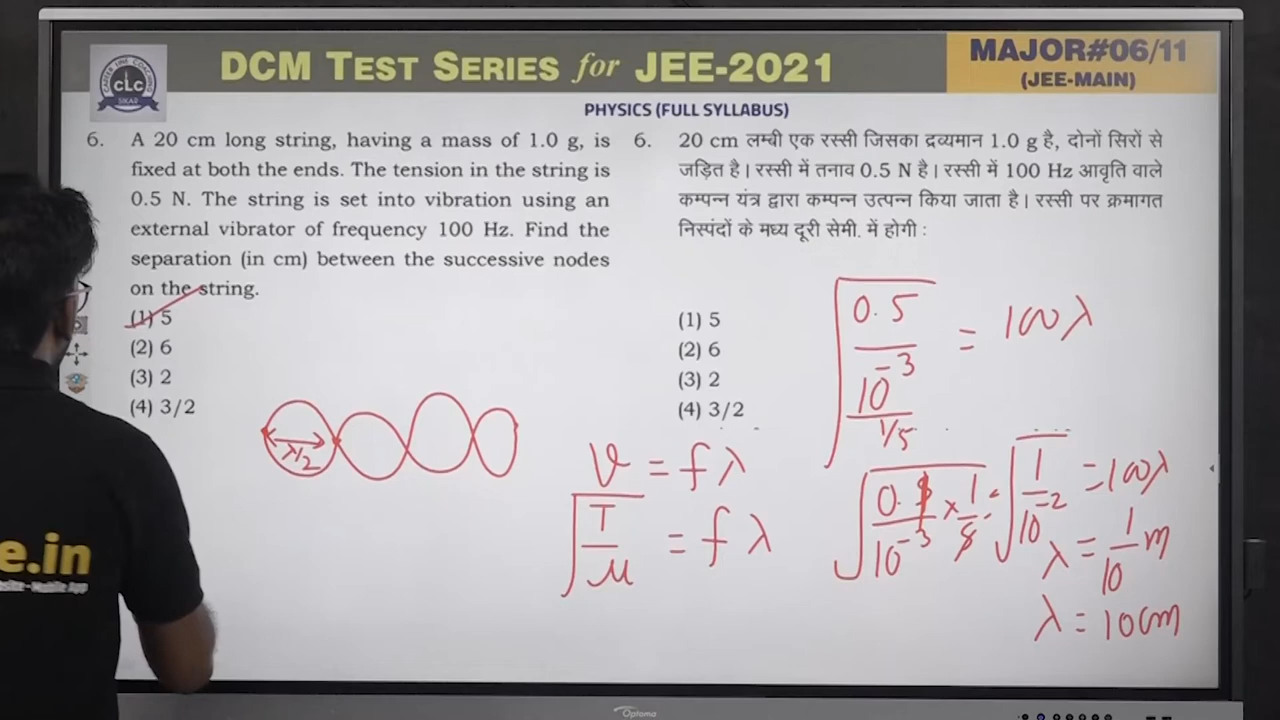 CLC
SIKAR
DCM TEST SERIES for JEE-2021
MAJOR#06/11
(JEE-MAIN)
PHYSICS (FULL SYLLABUS)
6. A 20 cm long string, having a mass of 1.0 g, is
fixed at both the ends. The tension in the string is
0.5 N. The string is set into vibration using an
external vibrator of frequency 100 Hz. Find the
separation (in cm) between the successive nodes
on the string.
(1) 5
(2) 6
(3) 2
(4) 3/2
6. 20 cm लम्बी एक रस्सी जिसका द्रव्यमान 1.0 g है, दोनों सिरों से
जड़ित है। रस्सी में तनाव 0.5 N है। रस्सी में 100 Hz आवृति वाले
कम्पन्न यंत्र द्वारा कम्पन्न उत्पन्न किया जाता है। रस्सी पर क्रमागत
निस्पंदों के मध्य दूरी सेमी. में होगी :
(1) 5
(2) 6
(3) 2
(4) 3/2
λ/2
v = fλ
√(T/μ) = fλ
√(0.5/(10⁻³/(1/5))) = 100λ
√(1/10⁻²) = 100λ
λ = 1/10 m
λ = 10cm
e.in
Optoma